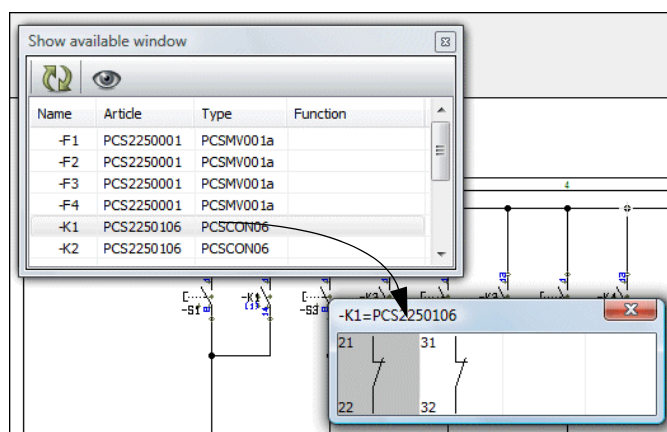 Show available window
Name Article Type Function
-F1 PCS2250001 PCSMV001a
-F2 PCS2250001 PCSMV001a
-F3 PCS2250001 PCSMV001a
-F4 PCS2250001 PCSMV001a
-K1 PCS2250106 PCSCON06
-K2 PCS2250106 PCSCON06
4
-S1
-K1
-S3
-K1=PCS2250106
21 31
22 32